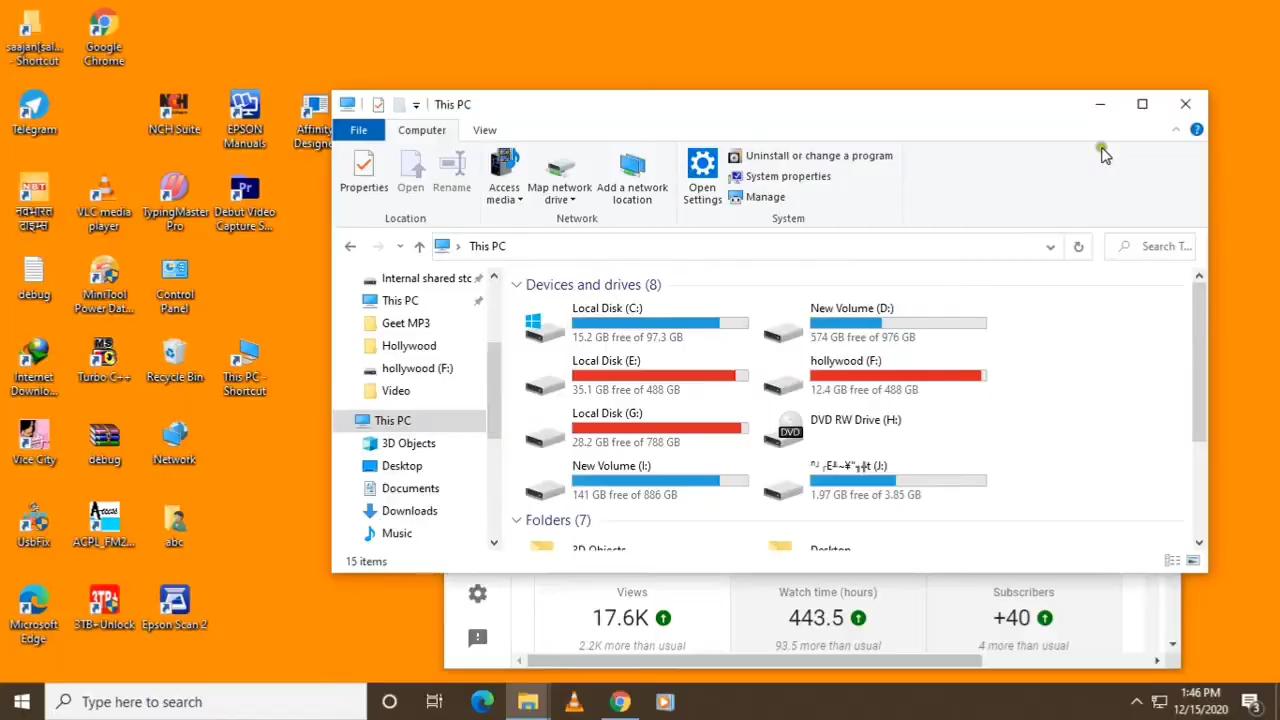 saajan[sal...
- Shortcut
Google
Chrome
Telegram
NCH Suite
EPSON
Manuals
Affinity
Designe
नवभारत
टाइम्स
VLC media
player
TypingMaster
Pro
Debut Video
Capture S...
debug
MiniTool
Power Dat...
Control
Panel
Internet
Downlo...
Turbo C++
Recycle Bin
This PC -
Shortcut
Vice City
debug
Network
UsbFix
ACPL_FM2...
abc
Microsoft
Edge
3TB+Unlock
Epson Scan 2
This PC
File
Computer
View
Properties
Open
Rename
Access
media
Map network
drive
Add a network
location
Open
Settings
Uninstall or change a program
System properties
Manage
Location
Network
System
This PC
Search T...
Internal shared stc
This PC
Geet MP3
Hollywood
hollywood (F:)
Video
This PC
3D Objects
Desktop
Documents
Downloads
Music
Devices and drives (8)
Local Disk (C:)
15.2 GB free of 97.3 GB
New Volume (D:)
574 GB free of 976 GB
Local Disk (E:)
35.1 GB free of 488 GB
hollywood (F:)
12.4 GB free of 488 GB
Local Disk (G:)
28.2 GB free of 788 GB
DVD RW Drive (H:)
New Volume (I:)
141 GB free of 886 GB
(J:)
1.97 GB free of 3.85 GB
Folders (7)
3D Objects
Desktop
15 items
Views
17.6K
2.2K more than usual
Watch time (hours)
443.5
93.5 more than usual
Subscribers
+40
4 more than usual
Type here to search
1:46 PM
12/15/2020
3